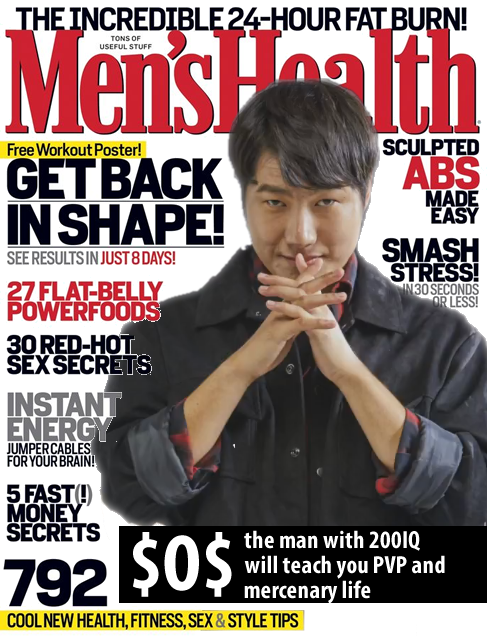 THE INCREDIBLE 24-HOUR FAT BURN!
TONS OF
USEFUL STUFF
Men'sHealth
Free Workout Poster!
GET BACK
IN SHAPE!
SEE RESULTS IN JUST 8 DAYS!
27 FLAT-BELLY
POWERFOODS
30 RED-HOT
SEX SECRETS
INSTANT
ENERGY
JUMPER CABLES
FOR YOUR BRAIN!
5 FAST(!)
MONEY
SECRETS
792
COOL NEW HEALTH, FITNESS, SEX & STYLE TIPS
SCULPTED
ABS
MADE
EASY
SMASH
STRESS!
IN 30 SECONDS
OR LESS!
$O$
the man with 200IQ
will teach you PVP and
mercenary life